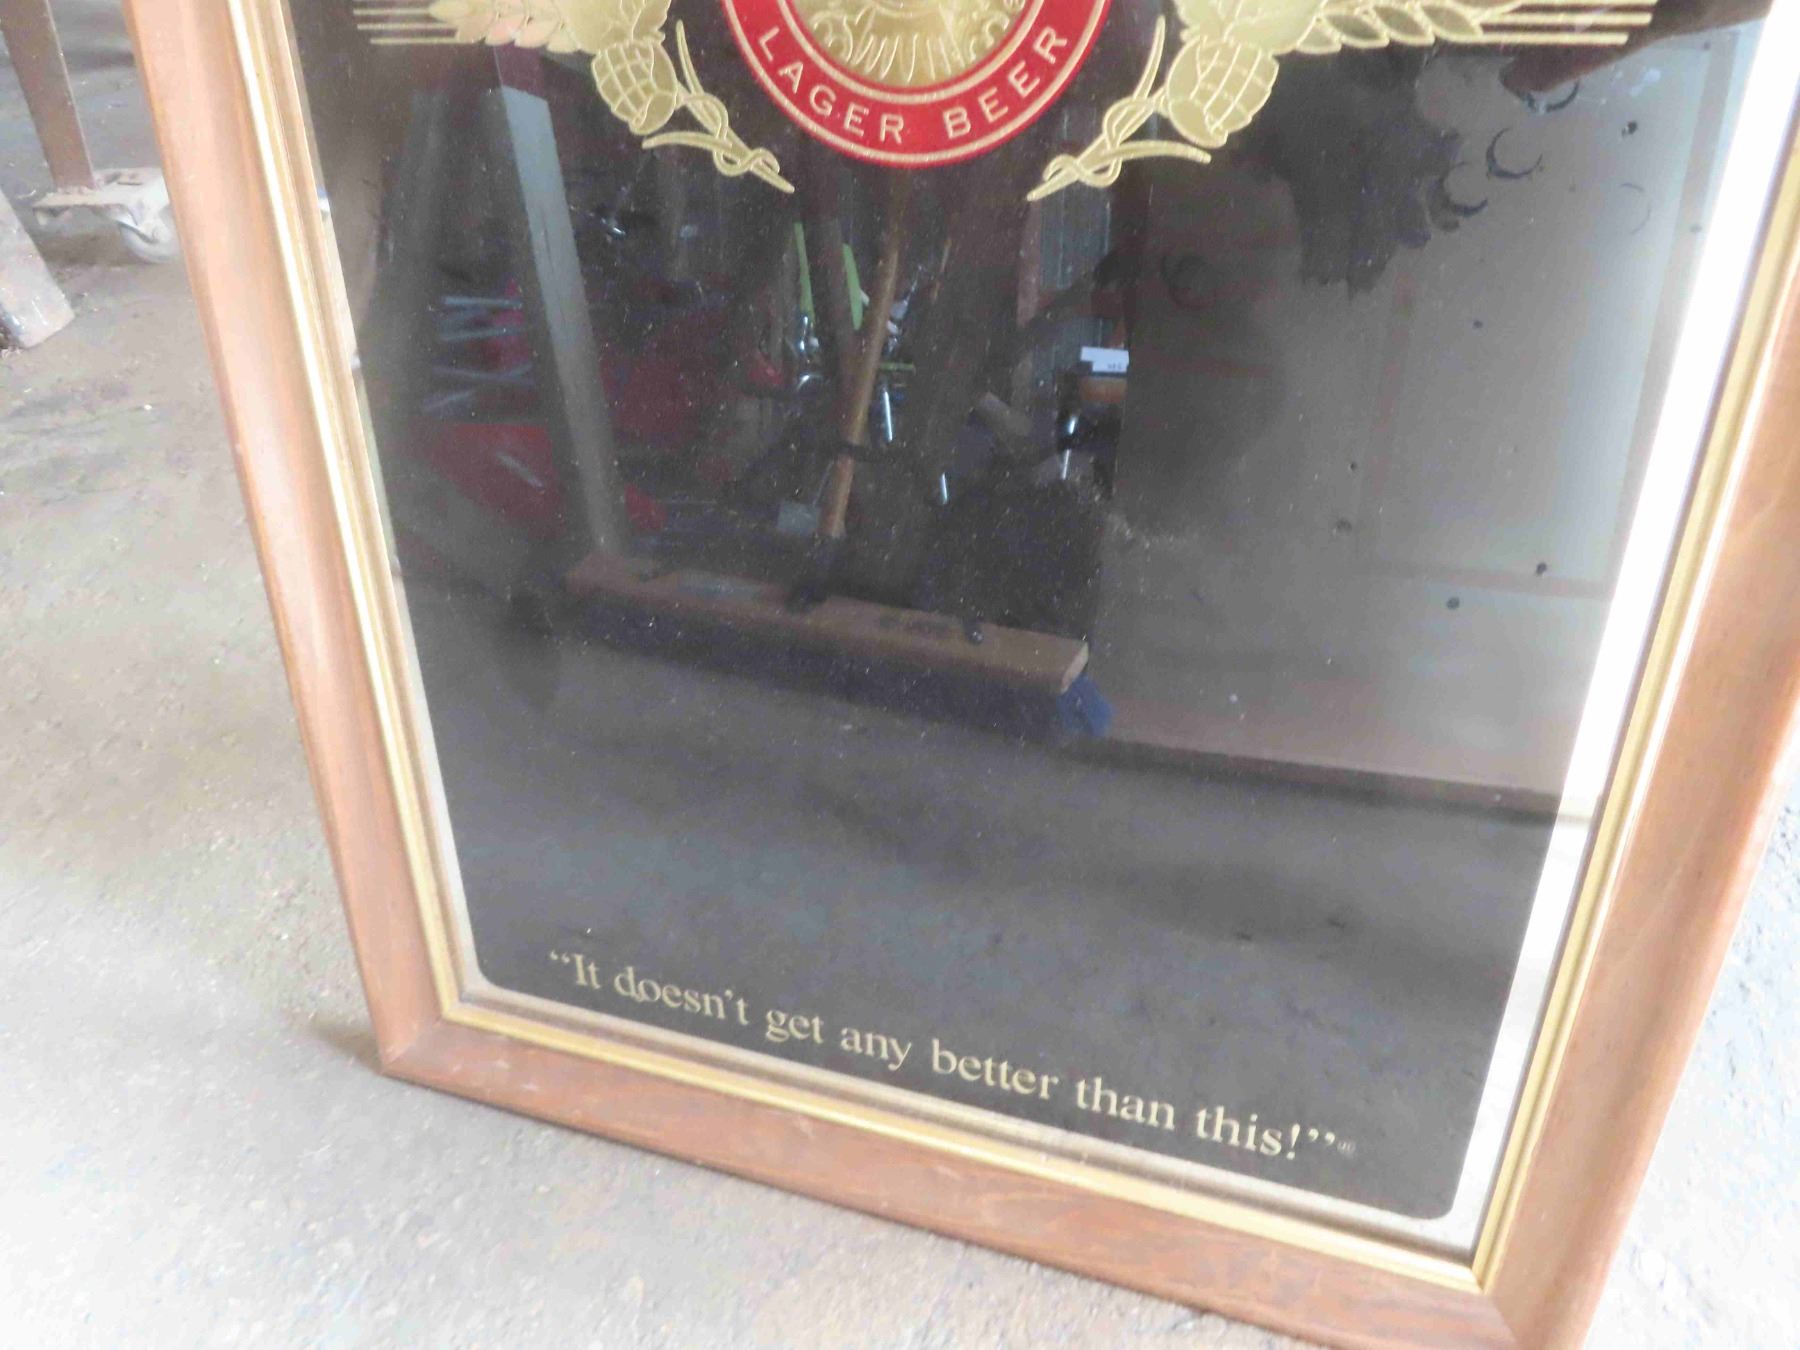 LAGER BEER
“It doesn't get any better than this!”